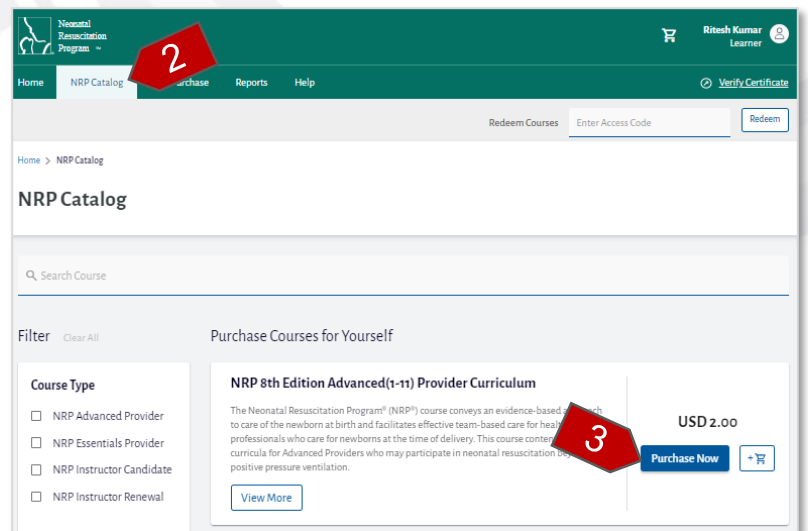 Neonatal
Resuscitation
Program ™
2
Ritesh Kumar
Learner
Home NRP Catalog Reports Help Verify Certificate
Redeem Courses Enter Access Code Redeem
Home > NRP Catalog
NRP Catalog
Search Course
Filter Clear All Purchase Courses for Yourself
Course Type
NRP Advanced Provider
NRP Essentials Provider
NRP Instructor Candidate
NRP Instructor Renewal
NRP 8th Edition Advanced(1-11) Provider Curriculum
The Neonatal Resuscitation Program® (NRP®) course conveys an evidence-based
to care of the newborn at birth and facilitates effective team-based care for
professionals who care for newborns at the time of delivery. This course
curricula for Advanced Providers who may participate in neonatal resuscitation
positive pressure ventilation.
View More
3
USD 2.00
Purchase Now +